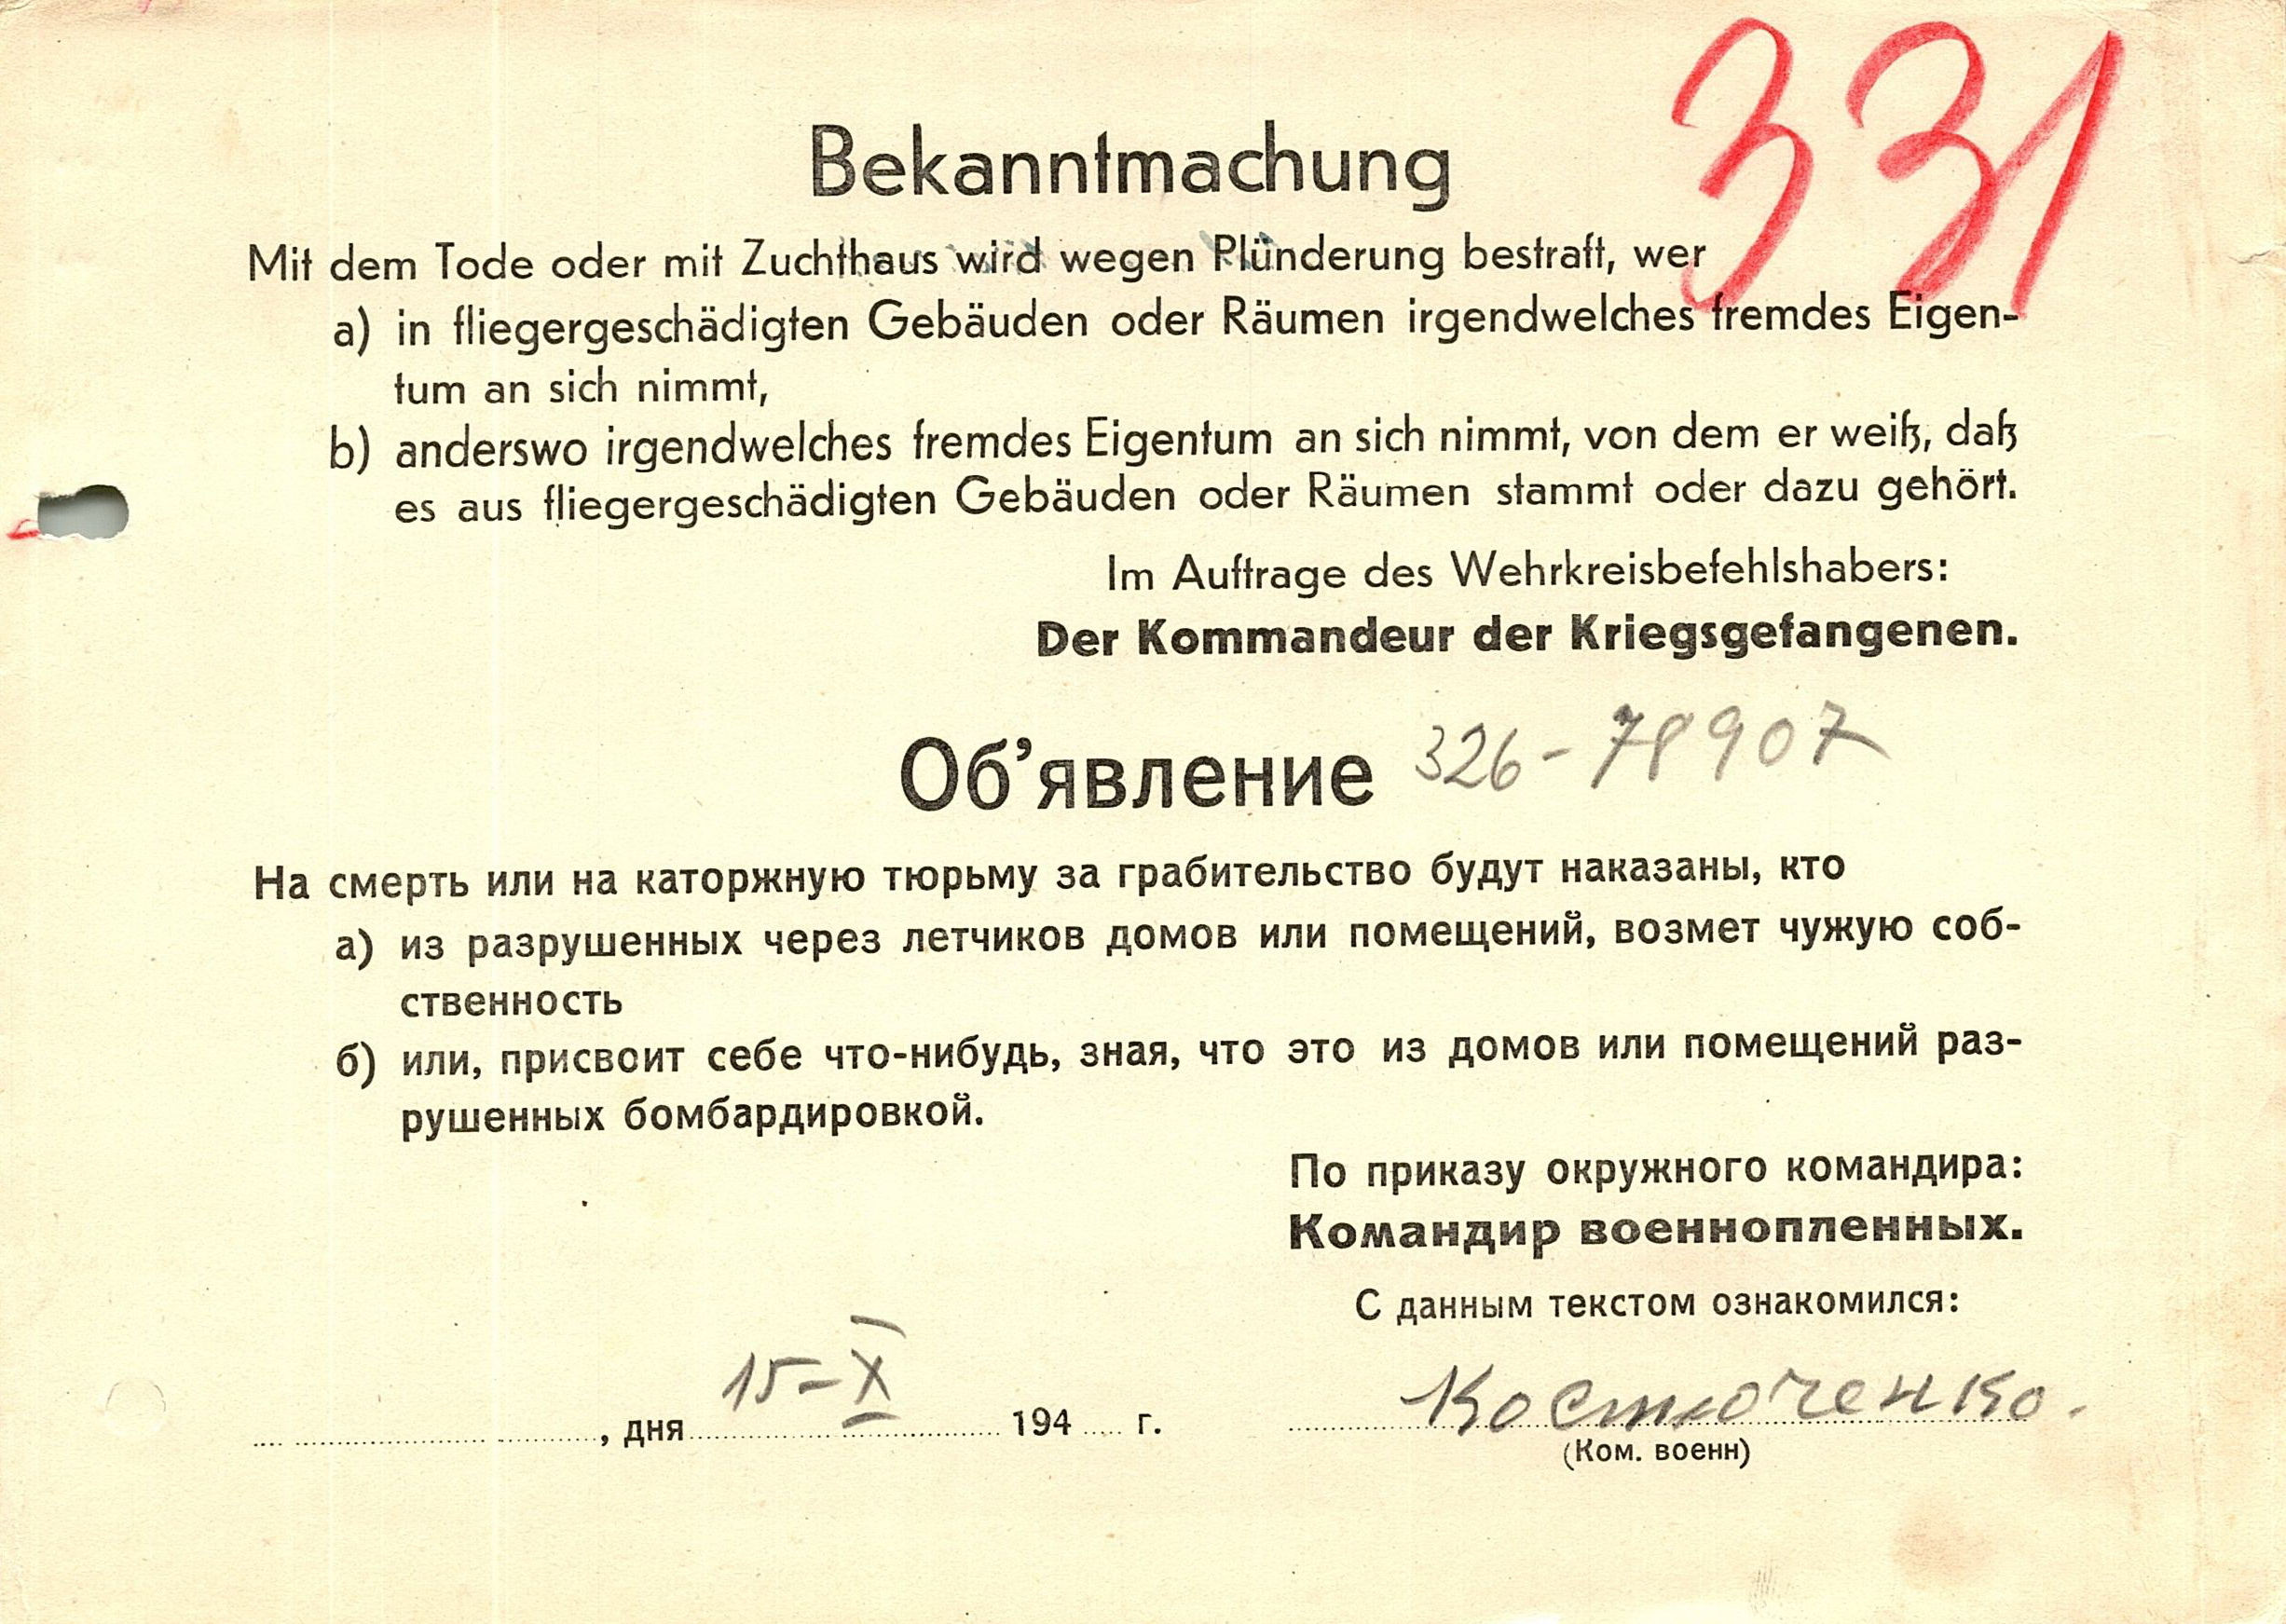 331
Bekanntmachung
Mit dem Tode oder mit Zuchthaus wird wegen Plünderung bestraft, wer
a) in fliegergeschädigten Gebäuden oder Räumen irgendwelches fremdes Eigen-
tum an sich nimmt,
b) anderswo irgendwelches fremdes Eigentum an sich nimmt, von dem er weiß, daß
es aus fliegergeschädigten Gebäuden oder Räumen stammt oder dazu gehört.
Im Auftrage des Wehrkreisbefehlshabers:
Der Kommandeur der Kriegsgefangenen.
Об’явление 326-78907
На смерть или на каторжную тюрьму за грабительство будут наказаны, кто
а) из разрушенных через летчиков домов или помещений, возмет чужую соб-
ственность
б) или, присвоит себе что-нибудь, зная, что это из домов или помещений раз-
рушенных бомбардировкой.
По приказу окружного командира:
Командир военнопленных.
С данным текстом ознакомился:
, дня 15-X 194 г. Костюченко.
(Ком. военн)